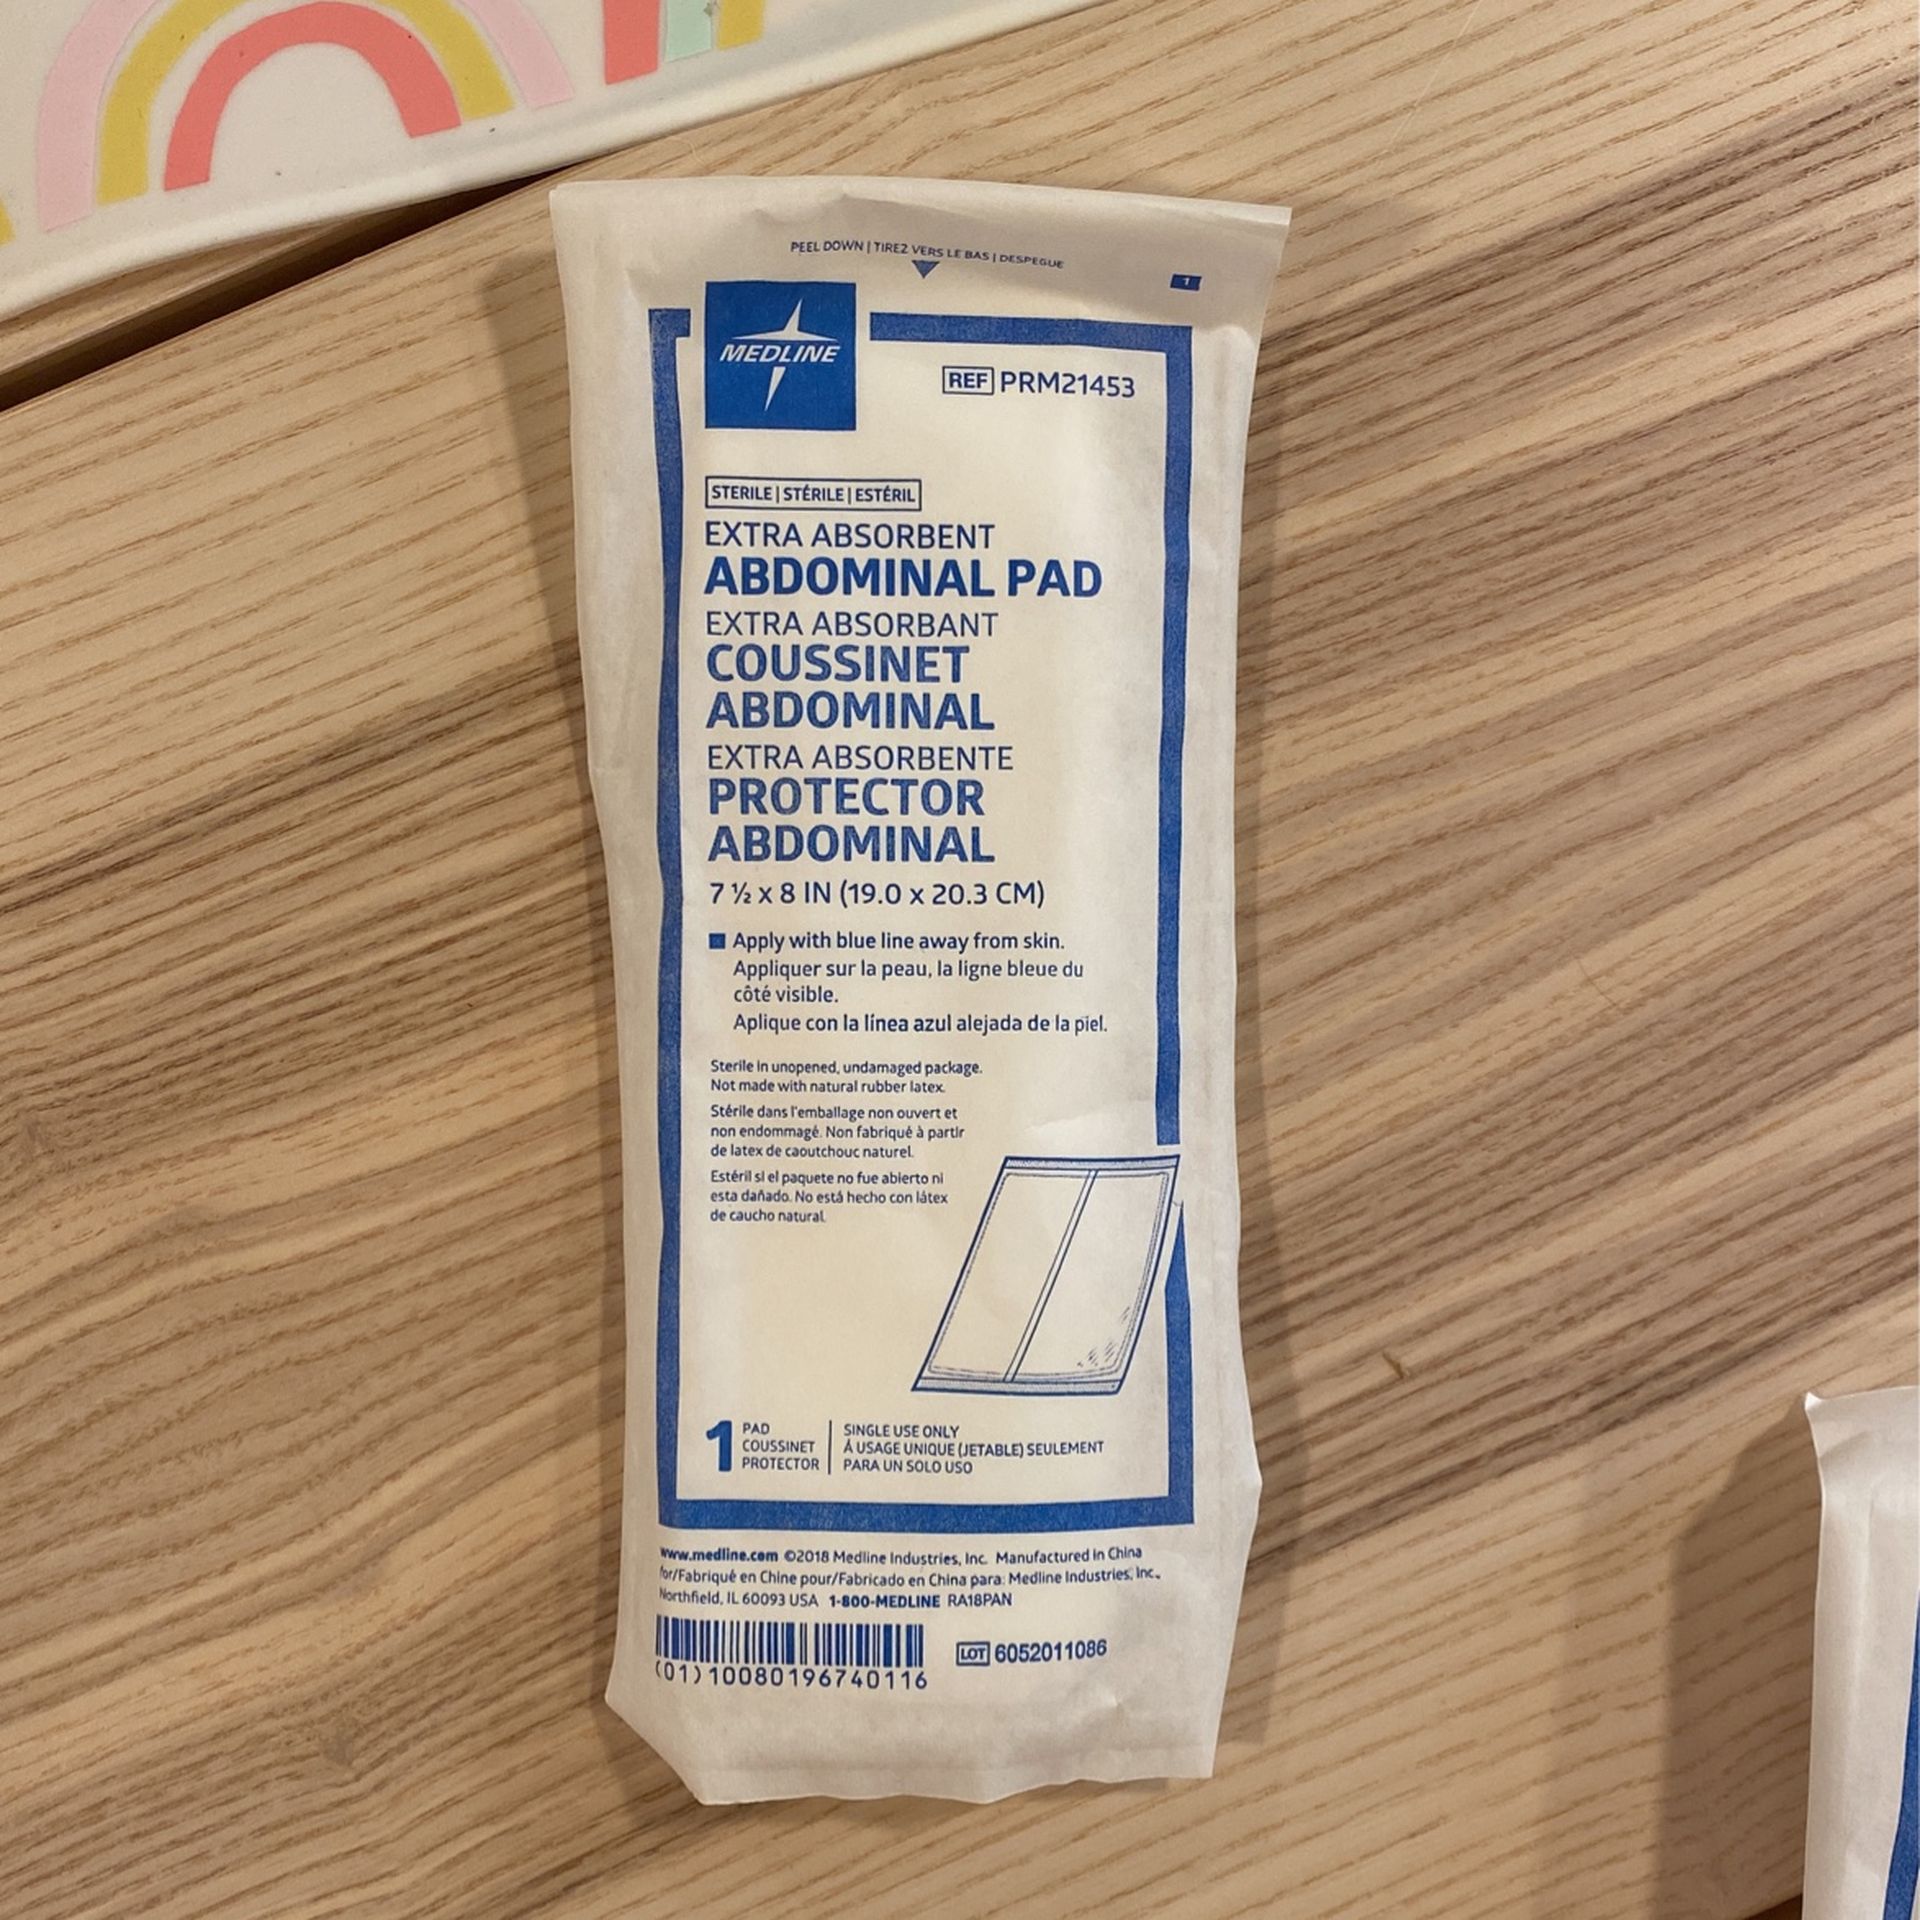 PEEL DOWN | TIREZ VERS LE BAS | DESPEGUE
1
MEDLINE
REF PRM21453
STERILE | STÉRILE | ESTÉRIL
EXTRA ABSORBENT
ABDOMINAL PAD
EXTRA ABSORBANT
COUSSINET
ABDOMINAL
EXTRA ABSORBENTE
PROTECTOR
ABDOMINAL
7 ½ x 8 IN (19.0 x 20.3 CM)
Apply with blue line away from skin.
Appliquer sur la peau, la ligne bleue du
côté visible.
Aplique con la línea azul alejada de la piel.
Sterile in unopened, undamaged package.
Not made with natural rubber latex.
Stérile dans l'emballage non ouvert et
non endommagé. Non fabriqué à partir
de latex de caoutchouc naturel.
Estéril si el paquete no fue abierto ni
esta dañado. No está hecho con látex
de caucho natural.
1 PAD
COUSSINET
PROTECTOR
SINGLE USE ONLY
À USAGE UNIQUE (JETABLE) SEULEMENT
PARA UN SOLO USO
www.medline.com ©2018 Medline Industries, Inc. Manufactured in China
for/Fabriqué en Chine pour/Fabricado en China para: Medline Industries, Inc.,
Northfield, IL 60093 USA 1-800-MEDLINE RA18PAN
(01)10080196740116
LOT 6052011086